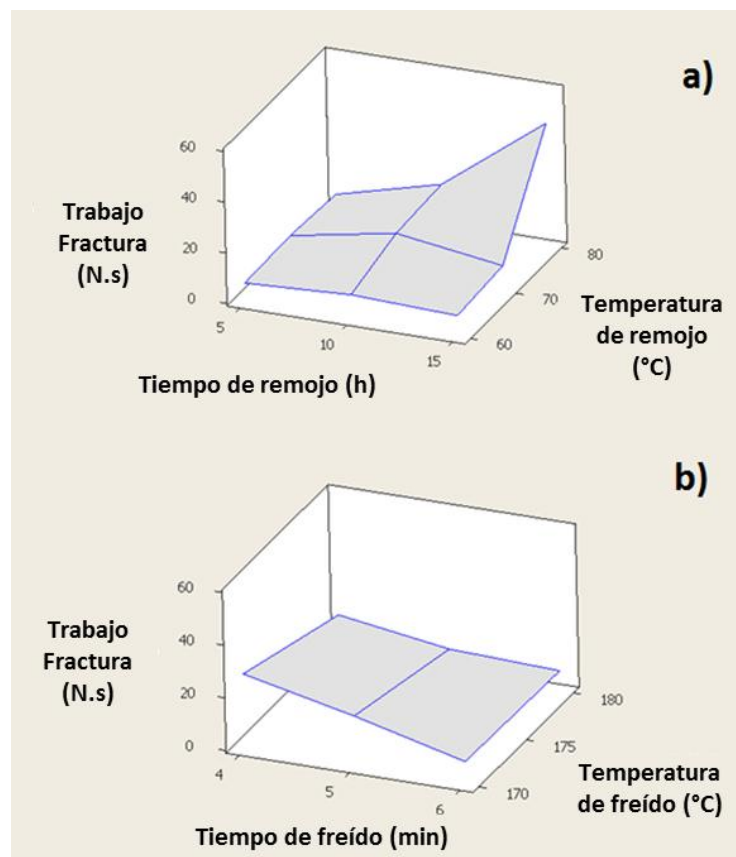 a)
60
40
20
0
Trabajo
Fractura
(N.s)
5
10
15
Tiempo de remojo (h)
60
70
80
Temperatura
de remojo
(°C)
b)
60
40
20
0
Trabajo
Fractura
(N.s)
4
5
6
Tiempo de freído (min)
170
175
180
Temperatura
de freído (°C)